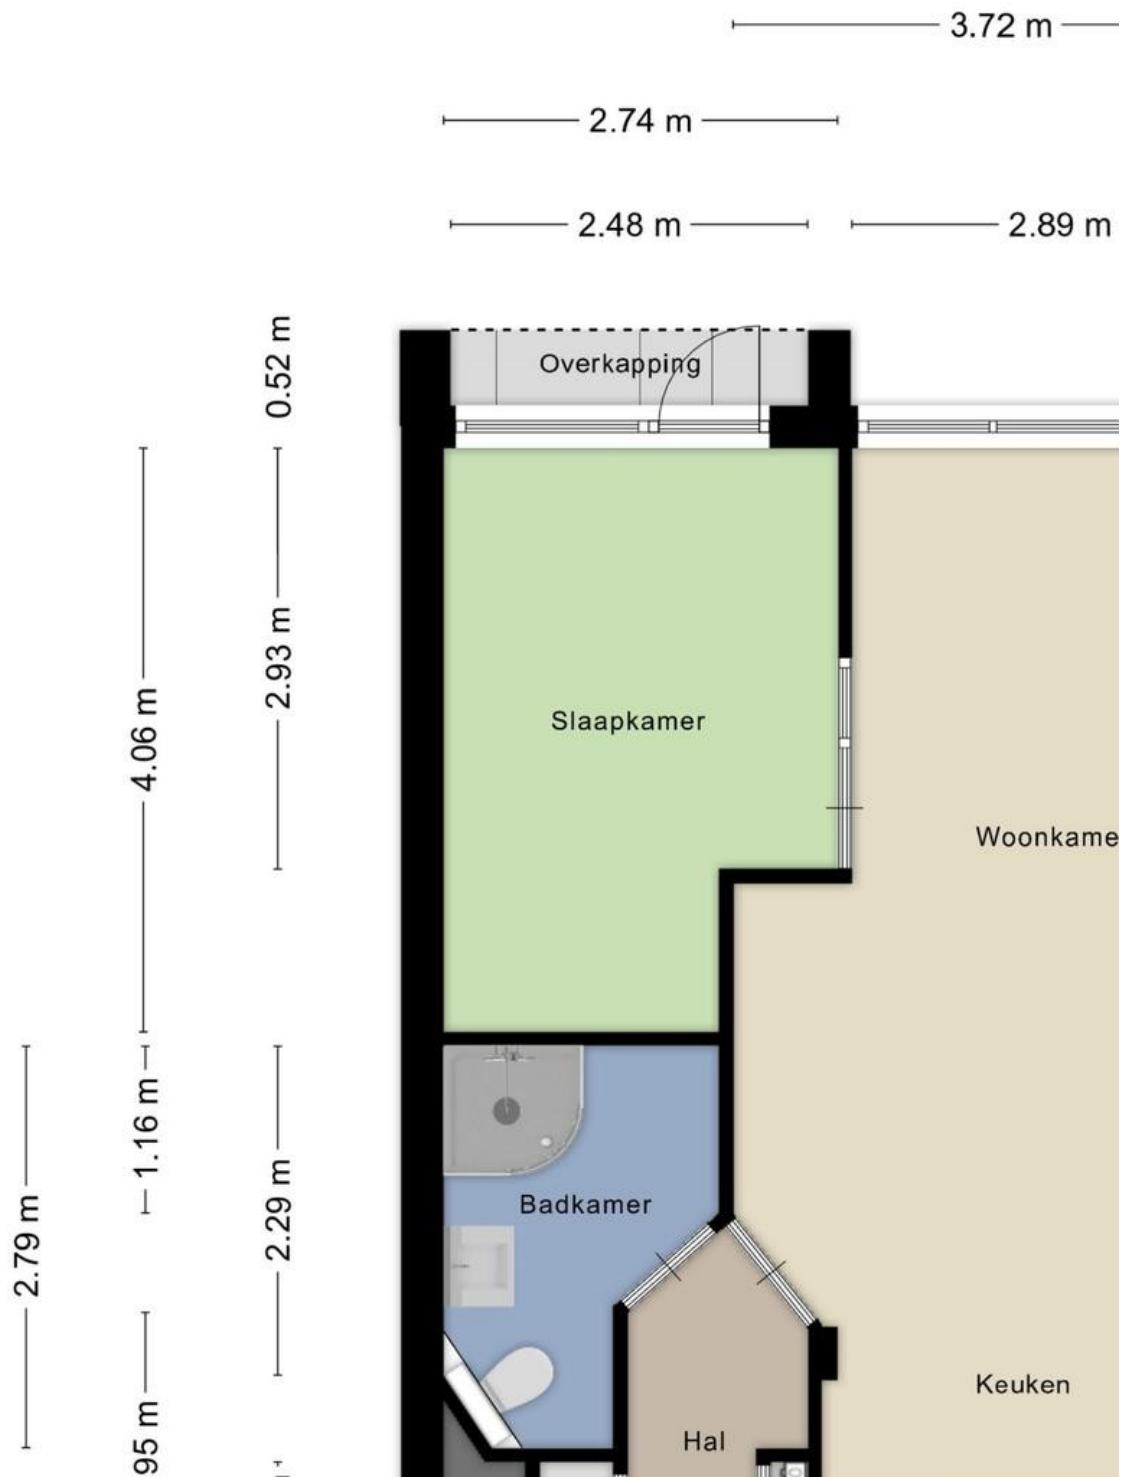 3.72 m
2.74 m
2.48 m
2.89 m
0.52 m
Overkapping
2.93 m
4.06 m
Slaapkamer
Woonkame
1.16 m
2.79 m
2.29 m
Badkamer
Keuken
95 m
Hal